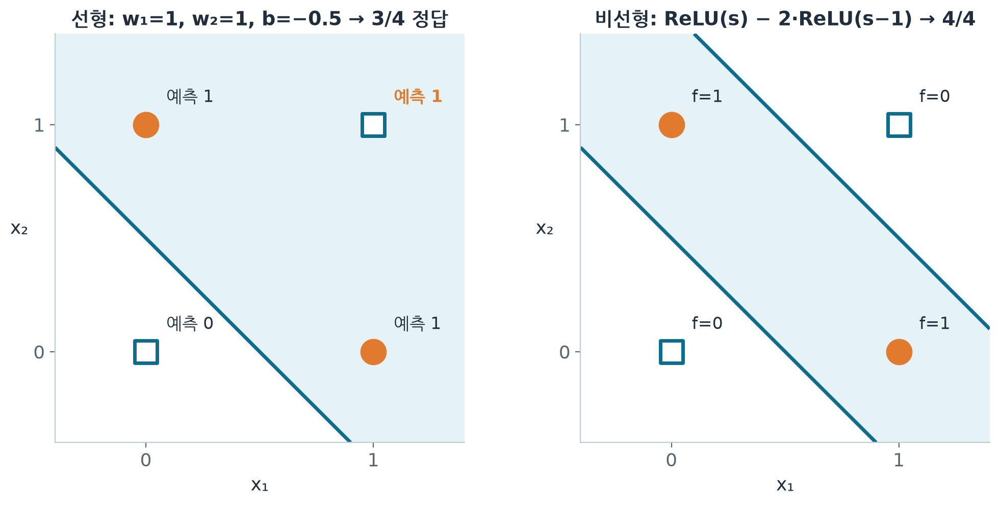 선형: w₁=1, w₂=1, b=−0.5 → 3/4 정답
예측 1
예측 1
1
x₂
예측 0
예측 1
0
0
1
x₁
비선형: ReLU(s) − 2·ReLU(s−1) → 4/4
f=1
f=0
1
x₂
f=0
f=1
0
0
1
x₁